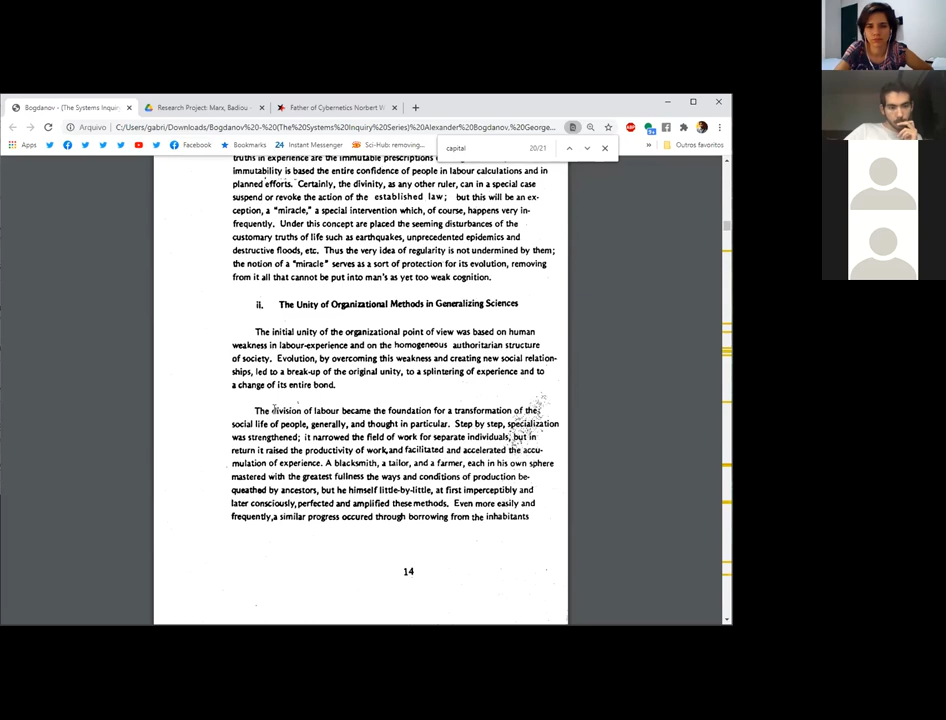 Bogdanov - (The Systems Inquir
Research Project: Marx, Badiou -
Father of Cybernetics Norbert W
Arquivo
C:/Users/gabri/Downloads/Bogdanov%20-%20(The%20Systems%20Inquiry%20Series)%20Alexander%20Bogdanov,%20George...
Apps
Facebook
Bookmarks
24 Instant Messenger
Sci-Hub: removing...
capital
20/21
»
Outros favoritos
truths in experience are the immutable prescriptions
immutability is based the entire confidence of people in labour calculations and in
planned efforts. Certainly, the divinity, as any other ruler, can in a special case
suspend or revoke the action of the established law; but this will be an ex-
ception, a "miracle," a special intervention which, of course, happens very in-
frequently. Under this concept are placed the seeming disturbances of the
customary truths of life such as earthquakes, unprecedented epidemics and
destructive floods, etc. Thus the very idea of regularity is not undermined by them;
the notion of a "miracle" serves as a sort of protection for its evolution, removing
from it all that cannot be put into man's as yet too weak cognition.
ii. The Unity of Organizational Methods in Generalizing Sciences
The initial unity of the organizational point of view was based on human
weakness in labour-experience and on the homogeneous authoritarian structure
of society. Evolution, by overcoming this weakness and creating new social relation-
ships, led to a break-up of the original unity, to a splintering of experience and to
a change of its entire bond.
The division of labour became the foundation for a transformation of the
social life of people, generally, and thought in particular. Step by step, specialization
was strengthened; it narrowed the field of work for separate individuals, but in
return it raised the productivity of work,and facilitated and accelerated the accu-
mulation of experience. A blacksmith, a tailor, and a farmer, each in his own sphere
mastered with the greatest fullness the ways and conditions of production be-
queathed by ancestors, but he himself little-by-little, at first imperceptibly and
later consciously,perfected and amplified these methods. Even more easily and
frequently,a similar progress occured through borrowing from the inhabitants
14